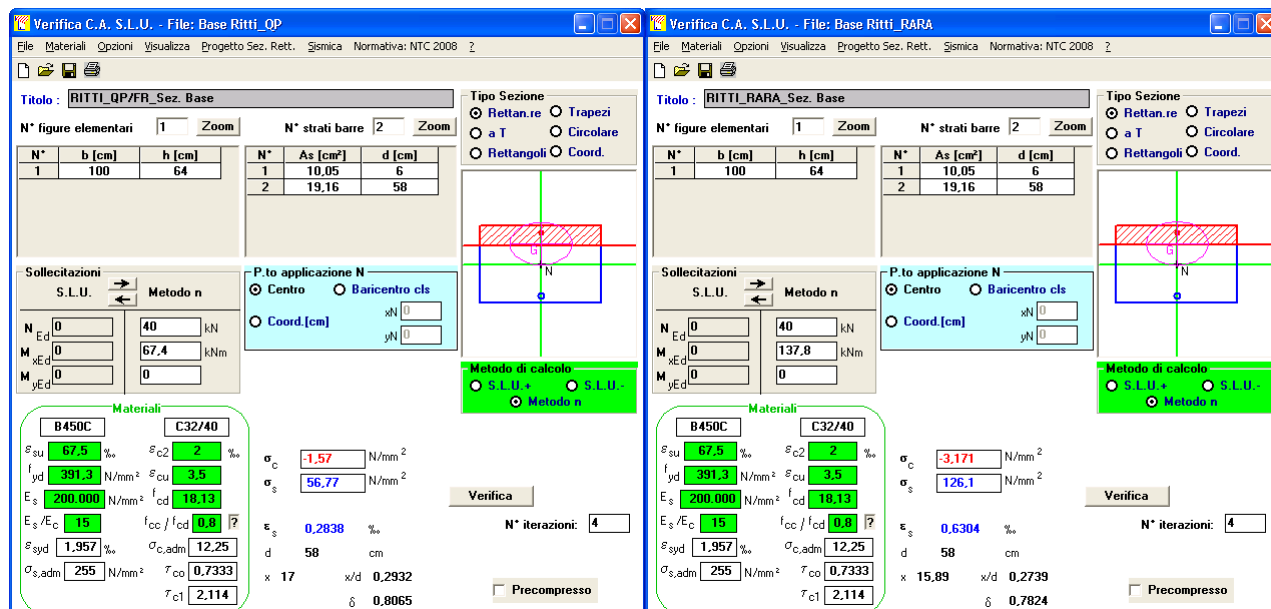 Verifica C.A. S.L.U. - File: Base Ritti_QP
File Materiali Opzioni Visualizza Progetto Sez. Rett. Sismica Normativa: NTC 2008 ?
Titolo : RITTI_QP/FR_Sez. Base
N° figure elementari 1 Zoom N° strati barre 2 Zoom
N° b [cm] h [cm]
1 100 64
N° As [cm²] d [cm]
1 10,05 6
2 19,16 58
Tipo Sezione
Rettan.re Trapezi
a T Circolare
Rettangoli Coord.
G
N
Sollecitazioni
S.L.U. Metodo n
N Ed 0 40 kN
M xEd 0 67,4 kNm
M yEd 0 0
P.to applicazione N
Centro Baricentro cls
Coord.[cm] xN 0
yN 0
Metodo di calcolo
S.L.U.+ S.L.U.-
Metodo n
Materiali
B450C C32/40
εsu 67,5 ‰ εc2 2 ‰
fyd 391,3 N/mm² εcu 3,5
Es 200.000 N/mm² fcd 18,13
Es/Ec 15 fcc / fcd 0,8 ?
εsyd 1,957 ‰ σc,adm 12,25
σs,adm 255 N/mm² τco 0,7333
τc1 2,114
σc -1,57 N/mm²
σs 56,77 N/mm²
εs 0,2838 ‰
d 58 cm
x 17 x/d 0,2932
δ 0,8065
Verifica
N° iterazioni: 4
Precompresso
Verifica C.A. S.L.U. - File: Base Ritti_RARA
File Materiali Opzioni Visualizza Progetto Sez. Rett. Sismica Normativa: NTC 2008 ?
Titolo : RITTI_RARA_Sez. Base
N° figure elementari 1 Zoom N° strati barre 2 Zoom
N° b [cm] h [cm]
1 100 64
N° As [cm²] d [cm]
1 10,05 6
2 19,16 58
Tipo Sezione
Rettan.re Trapezi
a T Circolare
Rettangoli Coord.
G
N
Sollecitazioni
S.L.U. Metodo n
N Ed 0 40 kN
M xEd 0 137,8 kNm
M yEd 0 0
P.to applicazione N
Centro Baricentro cls
Coord.[cm] xN 0
yN 0
Metodo di calcolo
S.L.U.+ S.L.U.-
Metodo n
Materiali
B450C C32/40
εsu 67,5 ‰ εc2 2 ‰
fyd 391,3 N/mm² εcu 3,5
Es 200.000 N/mm² fcd 18,13
Es/Ec 15 fcc / fcd 0,8 ?
εsyd 1,957 ‰ σc,adm 12,25
σs,adm 255 N/mm² τco 0,7333
τc1 2,114
σc -3,171 N/mm²
σs 126,1 N/mm²
εs 0,6304 ‰
d 58 cm
x 15,89 x/d 0,2739
δ 0,7824
Verifica
N° iterazioni: 4
Precompresso